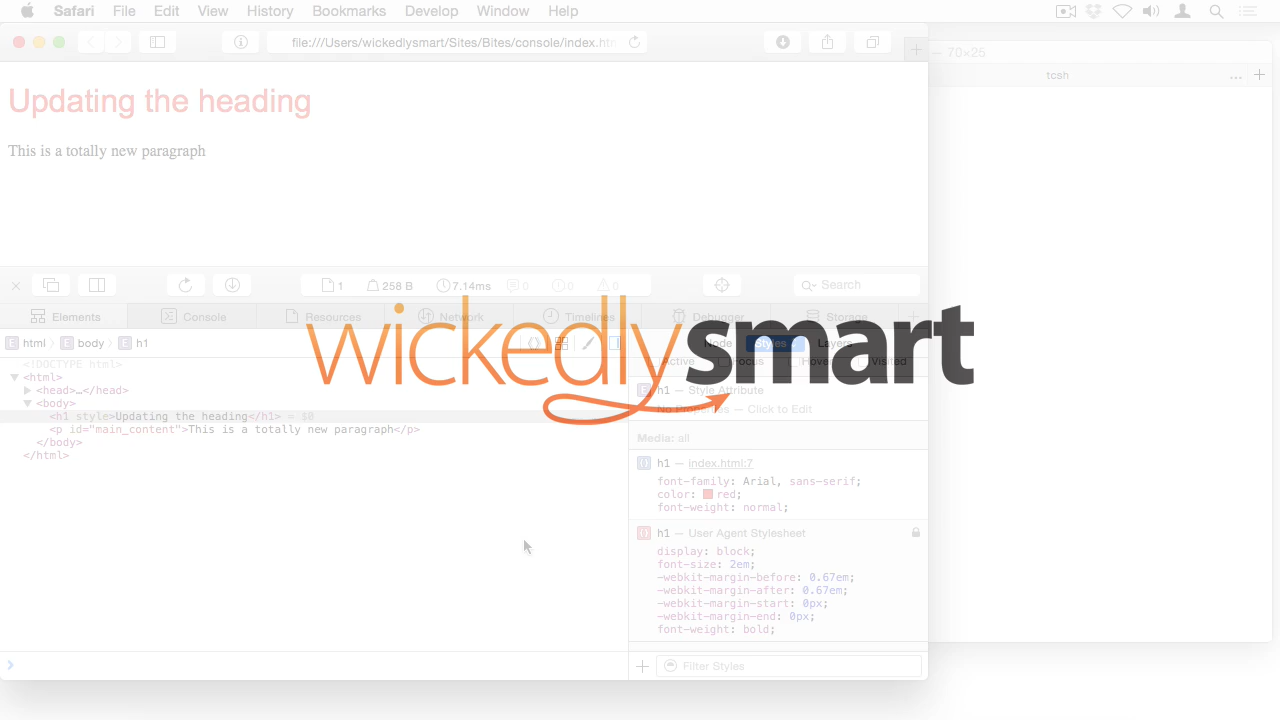 Safari File Edit View History Bookmarks Develop Window Help
file:///Users/wickedlysmart/Sites/Bites/console/index.htm
— 70×25
tcsh
Updating the heading
This is a totally new paragraph
1 258 B 7.14ms 0 0 0 Search
Elements Console Resources Network Timelines Debugger Storage
wickedlysmart
E html E body E h1
Node Styles Layers
Active Focus Hover Visited
<!DOCTYPE html>
<html>
<head>…</head>
<body>
<h1 style>Updating the heading</h1> = $0
<p id="main_content">This is a totally new paragraph</p>
</body>
</html>
h1 — Style Attribute
No Properties — Click to Edit
Media: all
h1 — index.html:7
font-family: Arial, sans-serif;
color: red;
font-weight: normal;
h1 — User Agent Stylesheet
display: block;
font-size: 2em;
-webkit-margin-before: 0.67em;
-webkit-margin-after: 0.67em;
-webkit-margin-start: 0px;
-webkit-margin-end: 0px;
font-weight: bold;
Filter Styles